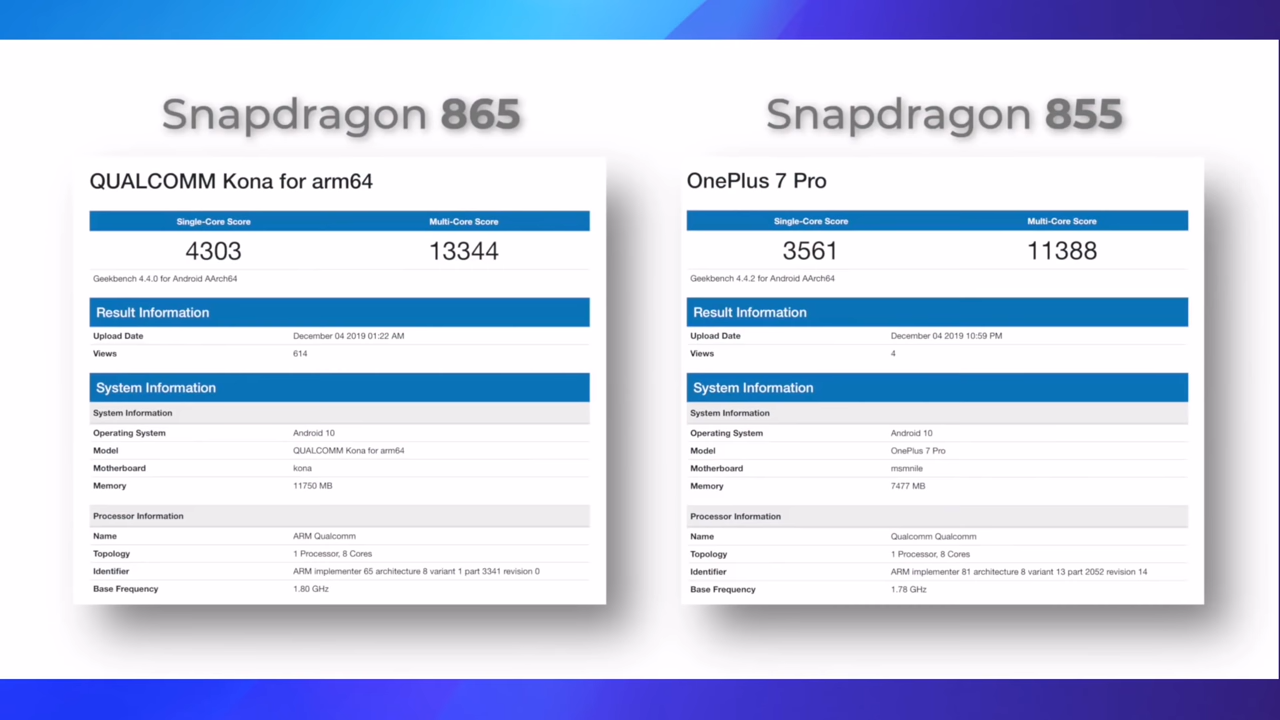 Snapdragon 865
QUALCOMM Kona for arm64
Single-Core Score Multi-Core Score
4303 13344
Geekbench 4.4.0 for Android AArch64
Result Information
Upload Date December 04 2019 01:22 AM
Views 614
System Information
System Information
Operating System Android 10
Model QUALCOMM Kona for arm64
Motherboard kona
Memory 11750 MB
Processor Information
Name ARM Qualcomm
Topology 1 Processor, 8 Cores
Identifier ARM implementer 65 architecture 8 variant 1 part 3341 revision 0
Base Frequency 1.80 GHz
Snapdragon 855
OnePlus 7 Pro
Single-Core Score Multi-Core Score
3561 11388
Geekbench 4.4.2 for Android AArch64
Result Information
Upload Date December 04 2019 10:59 PM
Views 4
System Information
System Information
Operating System Android 10
Model OnePlus 7 Pro
Motherboard msmnile
Memory 7477 MB
Processor Information
Name Qualcomm Qualcomm
Topology 1 Processor, 8 Cores
Identifier ARM implementer 81 architecture 8 variant 13 part 2052 revision 14
Base Frequency 1.78 GHz